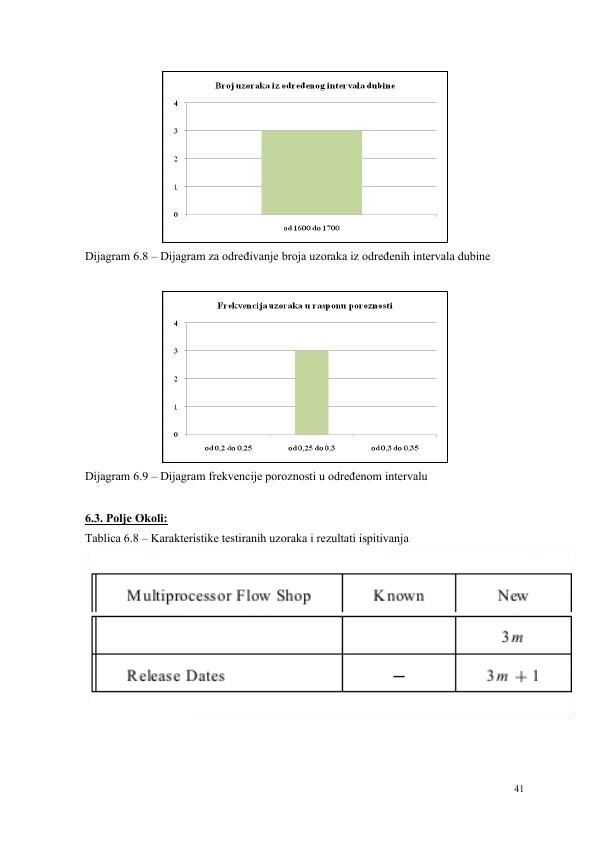 Broj uzoraka iz određenog intervala dubine
4
3
2
1
0
od 1600 do 1700
Dijagram 6.8 – Dijagram za određivanje broja uzoraka iz određenih intervala dubine
Frekvencija uzoraka u rasponu poroznosti
4
3
2
1
0
od 0,2 do 0,25 od 0,25 do 0,3 od 0,3 do 0,35
Dijagram 6.9 – Dijagram frekvencije poroznosti u određenom intervalu
6.3. Polje Okoli:
Tablica 6.8 – Karakteristike testiranih uzoraka i rezultati ispitivanja
Multiprocessor Flow Shop Known New
3m
Release Dates – 3m + 1
41